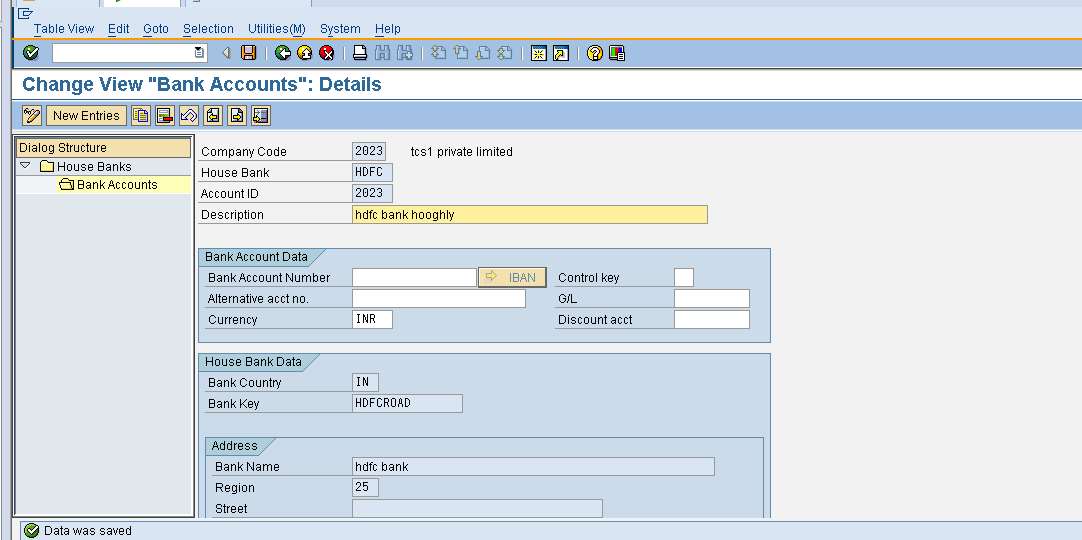 Table View Edit Goto Selection Utilities(M) System Help
Change View "Bank Accounts": Details
New Entries
Dialog Structure
House Banks
Bank Accounts
Company Code 2023 tcs1 private limited
House Bank HDFC
Account ID 2023
Description hdfc bank hooghly
Bank Account Data
Bank Account Number IBAN Control key
Alternative acct no. G/L
Currency INR Discount acct
House Bank Data
Bank Country IN
Bank Key HDFCROAD
Address
Bank Name hdfc bank
Region 25
Street
Data was saved